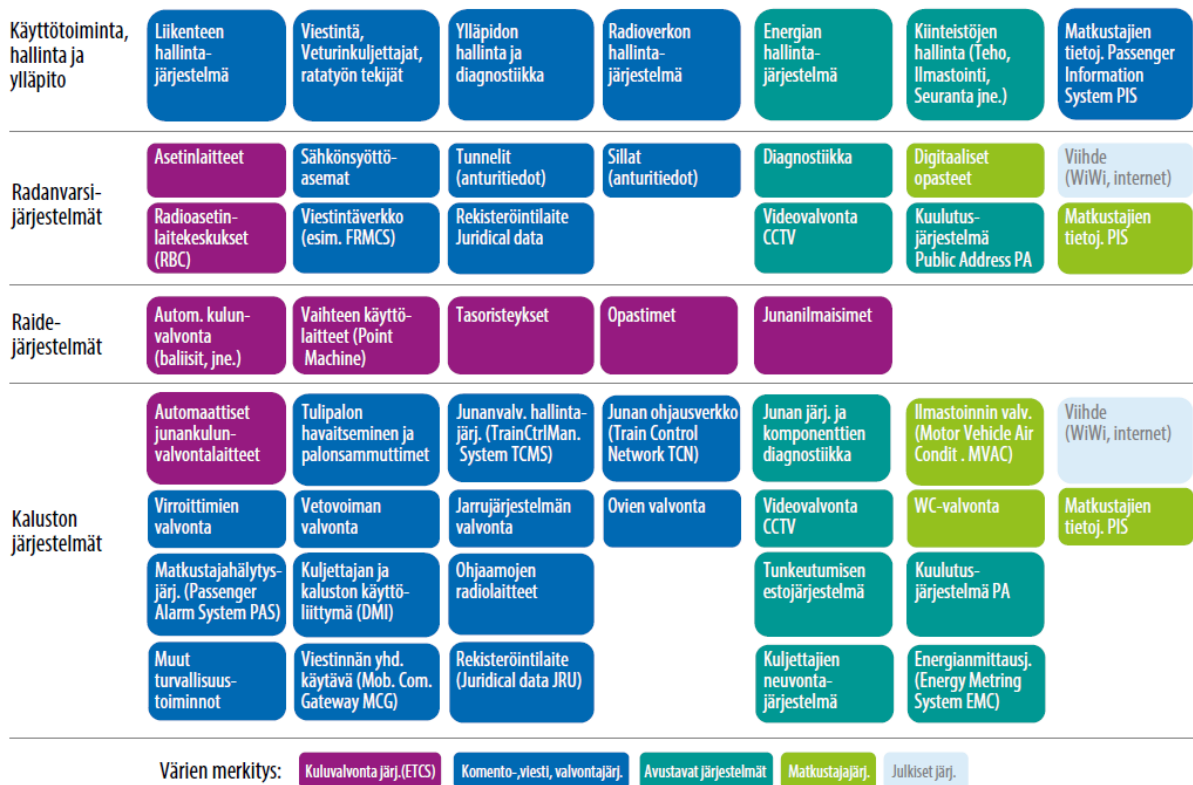 Käyttötoiminta,
hallinta ja
ylläpito
Liikenteen
hallinta-
järjestelmä
Viestintä,
Veturinkuljettajat,
ratatyön tekijät
Ylläpidon
hallinta ja
diagnostiikka
Radioverkon
hallinta-
järjestelmä
Energian
hallinta-
järjestelmä
Kiinteistöjen
hallinta (Teho,
Ilmastointi,
Seuranta jne.)
Matkustajien
tietoj. Passenger
Information
System PIS
Radanvarsi-
järjestelmät
Asetinlaitteet
Sähkönsyöttö-
asemat
Tunnelit
(anturitiedot)
Sillat
(anturitiedot)
Diagnostiikka
Digitaaliset
opasteet
Viihde
(WiWi, internet)
Radioasetin-
laitekeskukset
(RBC)
Viestintäverkko
(esim. FRMCS)
Rekisteröintilaite
Juridical data
Videovalvonta
CCTV
Kuulutus-
järjestelmä
Public Address PA
Matkustajien
tietoj. PIS
Raide-
järjestelmät
Autom. kulun-
valvonta
(baliisit, jne.)
Vaihteen käyttö-
laitteet (Point
Machine)
Tasoristeykset
Opastimet
Junanilmaisimet
Kaluston
järjestelmät
Automaattiset
junankulun-
valvontalaitteet
Tulipalon
havaitseminen ja
palonsammuttimet
Junanvalv. hallinta-
järj. (TrainCtrlMan.
System TCMS)
Junan ohjausverkko
(Train Control
Network TCN)
Junan järj. ja
komponenttien
diagnostiikka
Ilmastoinnin valv.
(Motor Vehicle Air
Condit . MVAC)
Viihde
(WiWi, internet)
Virroittimien
valvonta
Vetovoiman
valvonta
Jarrujärjestelmän
valvonta
Ovien valvonta
Videovalvonta
CCTV
WC-valvonta
Matkustajien
tietoj. PIS
Matkustajahälytys-
järj. (Passenger
Alarm System PAS)
Kuljettajan ja
kaluston käyttö-
liittymä (DMI)
Ohjaamojen
radiolaitteet
Tunkeutumisen
estojärjestelmä
Kuulutus-
järjestelmä PA
Muut
turvallisuus-
toiminnot
Viestinnän yhd.
käytävä (Mob. Com.
Gateway MCG)
Rekisteröintilaite
(Juridical data JRU)
Kuljettajien
neuvonta-
järjestelmä
Energianmittausj.
(Energy Metring
System EMC)
Värien merkitys:
Kuluvalvonta järj.(ETCS)
Komento-,viesti, valvontajärj.
Avustavat järjestelmät
Matkustajajärj.
Julkiset järj.